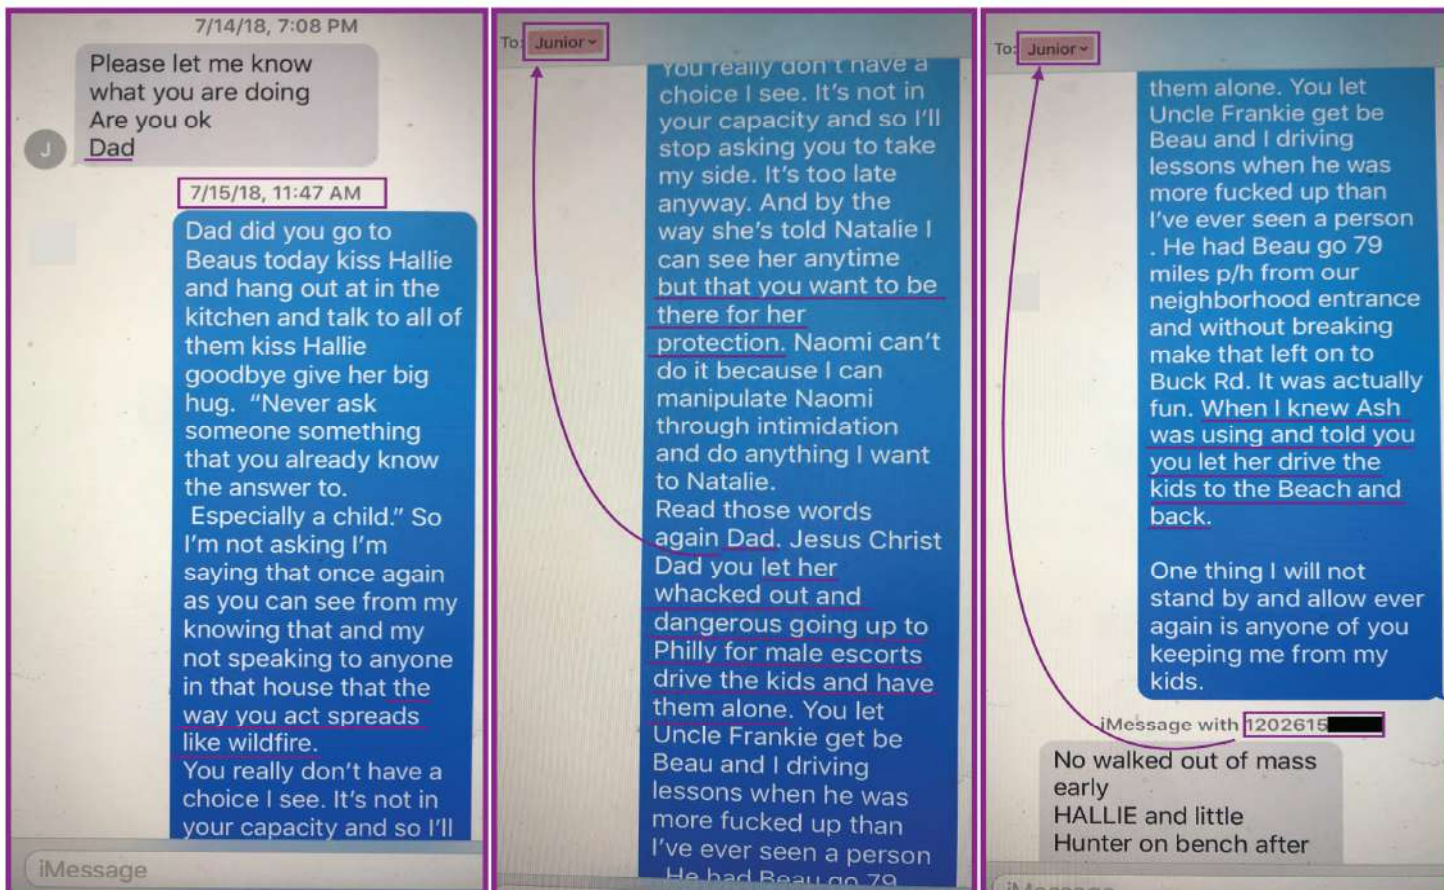 7/14/18, 7:08 PM
Please let me know
what you are doing
Are you ok
Dad
J
7/15/18, 11:47 AM
Dad did you go to
Beaus today kiss Hallie
and hang out at in the
kitchen and talk to all of
them kiss Hallie
goodbye give her big
hug. “Never ask
someone something
that you already know
the answer to.
Especially a child.” So
I’m not asking I’m
saying that once again
as you can see from my
knowing that and my
not speaking to anyone
in that house that the
way you act spreads
like wildfire.
You really don’t have a
choice I see. It’s not in
your capacity and so I’ll
iMessage
To: Junior
You really don’t have a
choice I see. It’s not in
your capacity and so I’ll
stop asking you to take
my side. It’s too late
anyway. And by the
way she’s told Natalie I
can see her anytime
but that you want to be
there for her
protection. Naomi can’t
do it because I can
manipulate Naomi
through intimidation
and do anything I want
to Natalie.
Read those words
again Dad. Jesus Christ
Dad you let her
whacked out and
dangerous going up to
Philly for male escorts
drive the kids and have
them alone. You let
Uncle Frankie get be
Beau and I driving
lessons when he was
more fucked up than
I’ve ever seen a person
. He had Beau go 79
To: Junior
them alone. You let
Uncle Frankie get be
Beau and I driving
lessons when he was
more fucked up than
I’ve ever seen a person
. He had Beau go 79
miles p/h from our
neighborhood entrance
and without breaking
make that left on to
Buck Rd. It was actually
fun. When I knew Ash
was using and told you
you let her drive the
kids to the Beach and
back.
One thing I will not
stand by and allow ever
again is anyone of you
keeping me from my
kids.
iMessage with 1202615
No walked out of mass
early
HALLIE and little
Hunter on bench after
iMessage